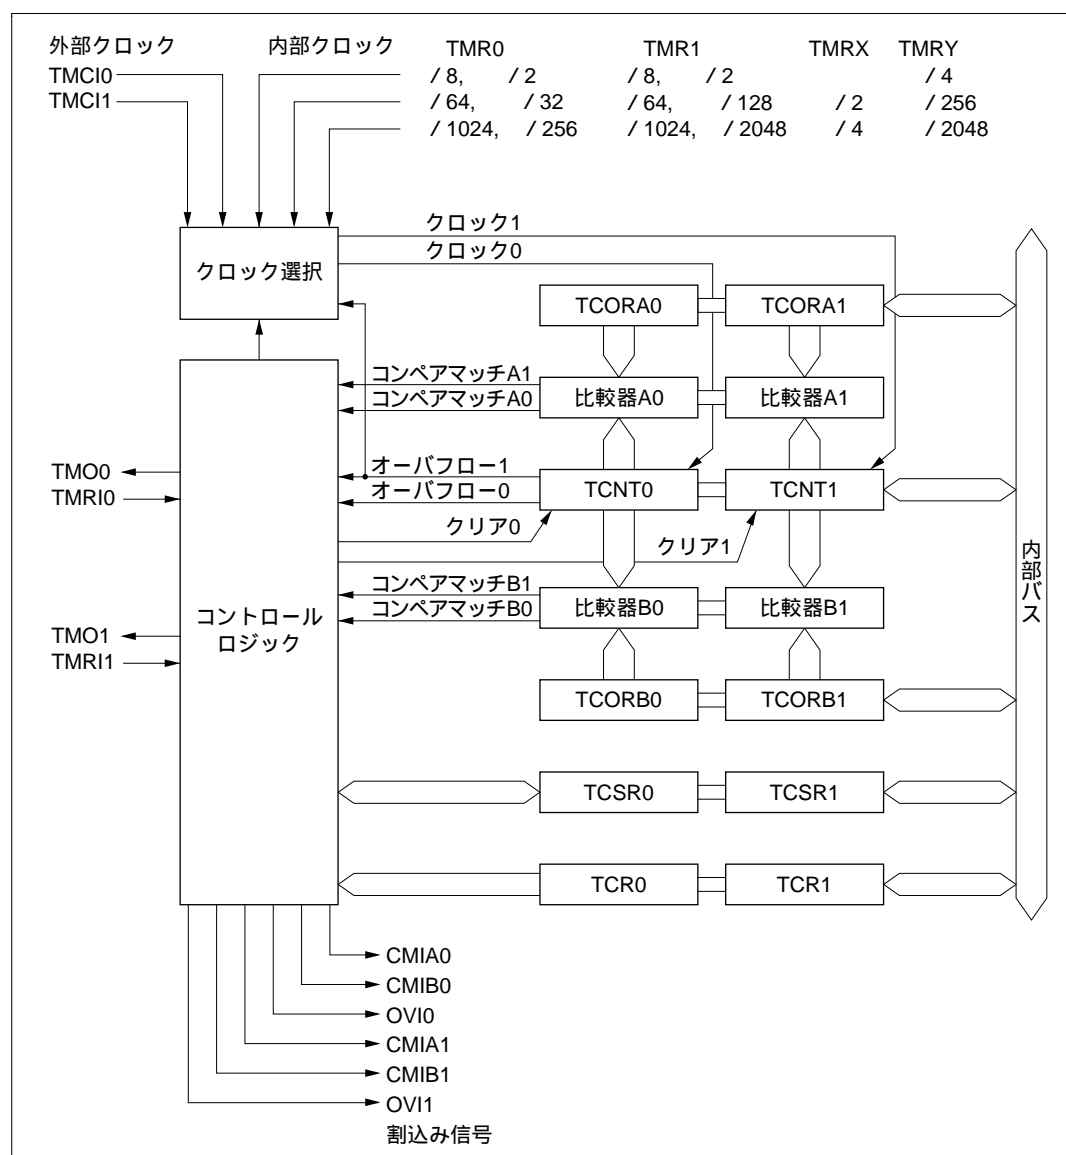 外部クロック 内部クロック TMR0 TMR1 TMRX TMRY
TMCI0 / 8, / 2 / 8, / 2 / 4
TMCI1 / 64, / 32 / 64, / 128 / 2 / 256
/ 1024, / 256 / 1024, / 2048 / 4 / 2048
クロック1
クロック0
クロック選択
TCORA0 TCORA1
コンペアマッチA1
コンペアマッチA0
比較器A0 比較器A1
オーバフロー1
オーバフロー0
TCNT0 TCNT1
TMO0
TMRI0
クリア0
クリア1
内部バス
コンペアマッチB1
コンペアマッチB0
比較器B0 比較器B1
コントロール
ロジック
TMO1
TMRI1
TCORB0 TCORB1
TCSR0 TCSR1
TCR0 TCR1
CMIA0
CMIB0
OVI0
CMIA1
CMIB1
OVI1
割込み信号